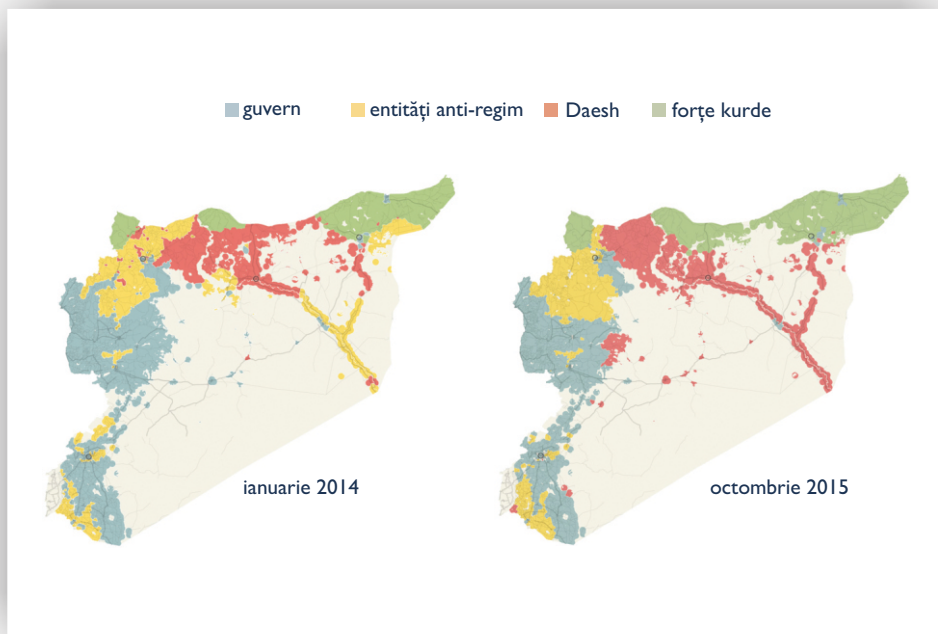 guvern
entități anti-regim
Daesh
forțe kurde
ianuarie 2014
octombrie 2015